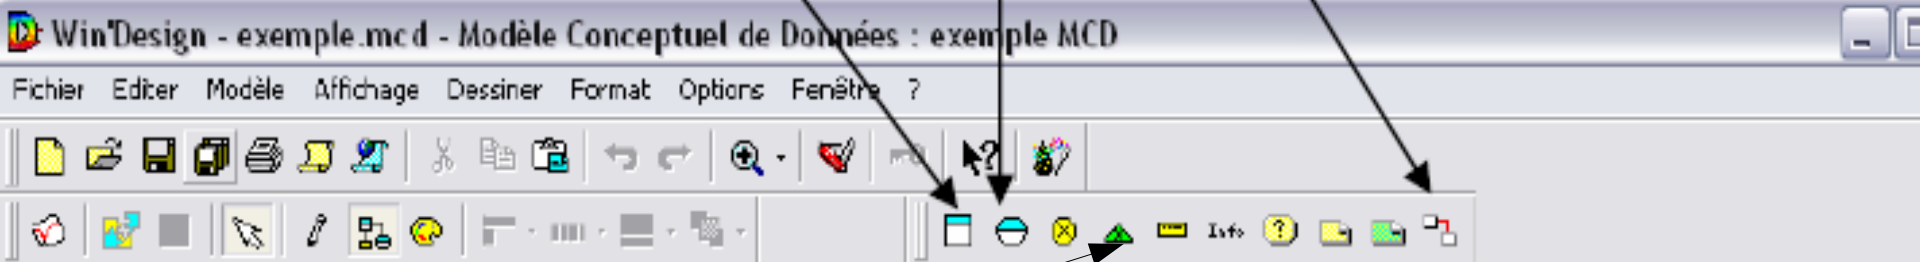 Win'Design - exemple.mcd - Modèle Conceptuel de Données : exemple MCD
Fichier Editer Modèle Affichage Dessiner Format Options Fenêtre ?
Info ?